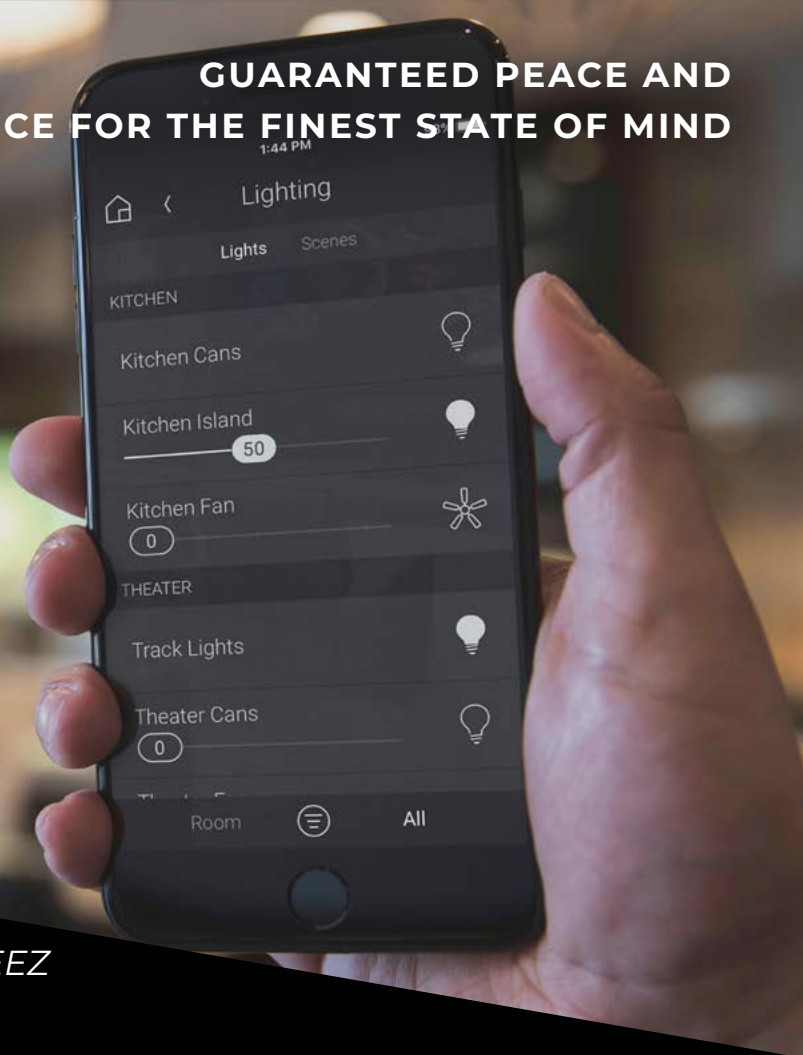 GUARANTEED PEACE AND
CE FOR THE FINEST STATE OF MIND
1:44 PM
Lighting
Lights Scenes
KITCHEN
Kitchen Cans
Kitchen Island
50
Kitchen Fan
0
THEATER
Track Lights
Theater Cans
0
Room All
EEZ